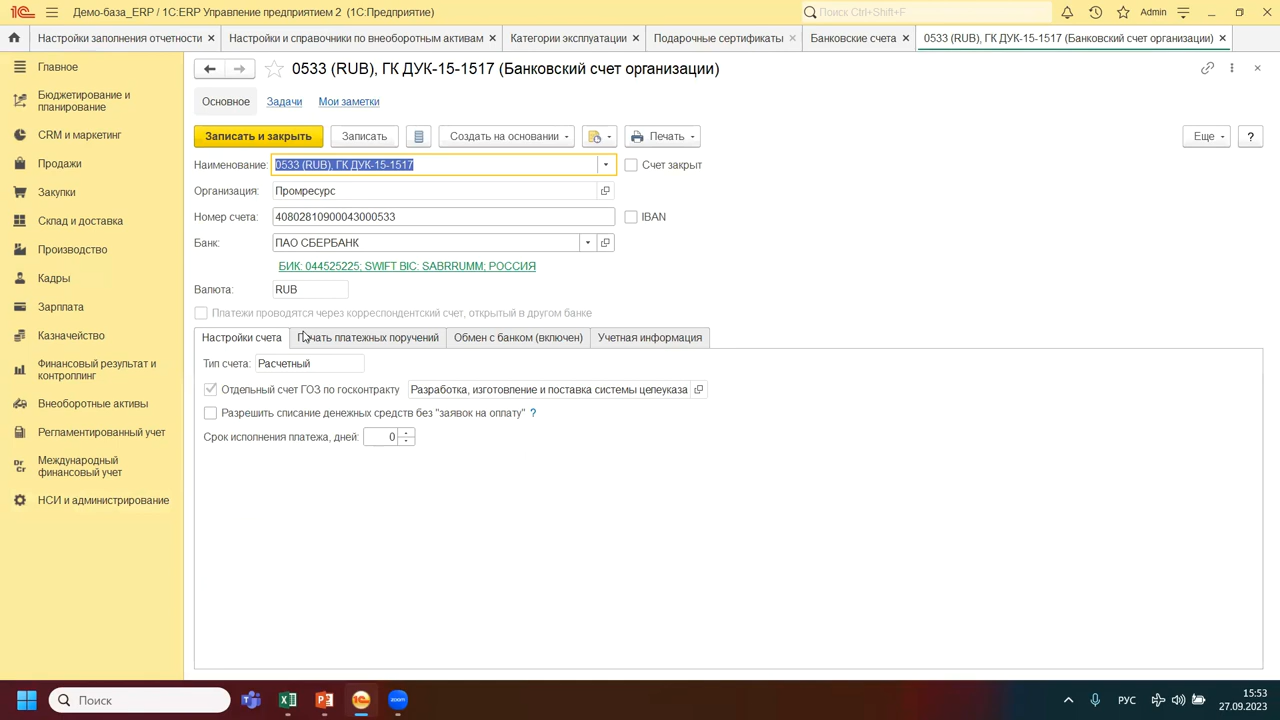 Демо-база_ERP / 1С:ERP Управление предприятием 2 (1С:Предприятие)
Поиск Ctrl+Shift+F
Admin
Настройки заполнения отчетности
Настройки и справочники по внеоборотным активам
Категории эксплуатации
Подарочные сертификаты
Банковские счета
0533 (RUB), ГК ДУК-15-1517 (Банковский счет организации)
Главное
Бюджетирование и планирование
CRM и маркетинг
Продажи
Закупки
Склад и доставка
Производство
Кадры
Зарплата
Казначейство
Финансовый результат и контроллинг
Внеоборотные активы
Регламентированный учет
Международный финансовый учет
НСИ и администрирование
0533 (RUB), ГК ДУК-15-1517 (Банковский счет организации)
Основное Задачи Мои заметки
Записать и закрыть Записать Создать на основании Печать Еще ?
Наименование: 0533 (RUB), ГК ДУК-15-1517 Счет закрыт
Организация: Промресурс
Номер счета: 40802810900043000533 IBAN
Банк: ПАО СБЕРБАНК
БИК: 044525225; SWIFT BIC: SABRRUMM; РОССИЯ
Валюта: RUB
Платежи проводятся через корреспондентский счет, открытый в другом банке
Настройки счета Печать платежных поручений Обмен с банком (включен) Учетная информация
Тип счета: Расчетный
Отдельный счет ГОЗ по госконтракту Разработка, изготовление и поставка системы цепеуказа
Разрешить списание денежных средств без "заявок на оплату" ?
Срок исполнения платежа, дней: 0
Поиск
РУС
15:53
27.09.2023